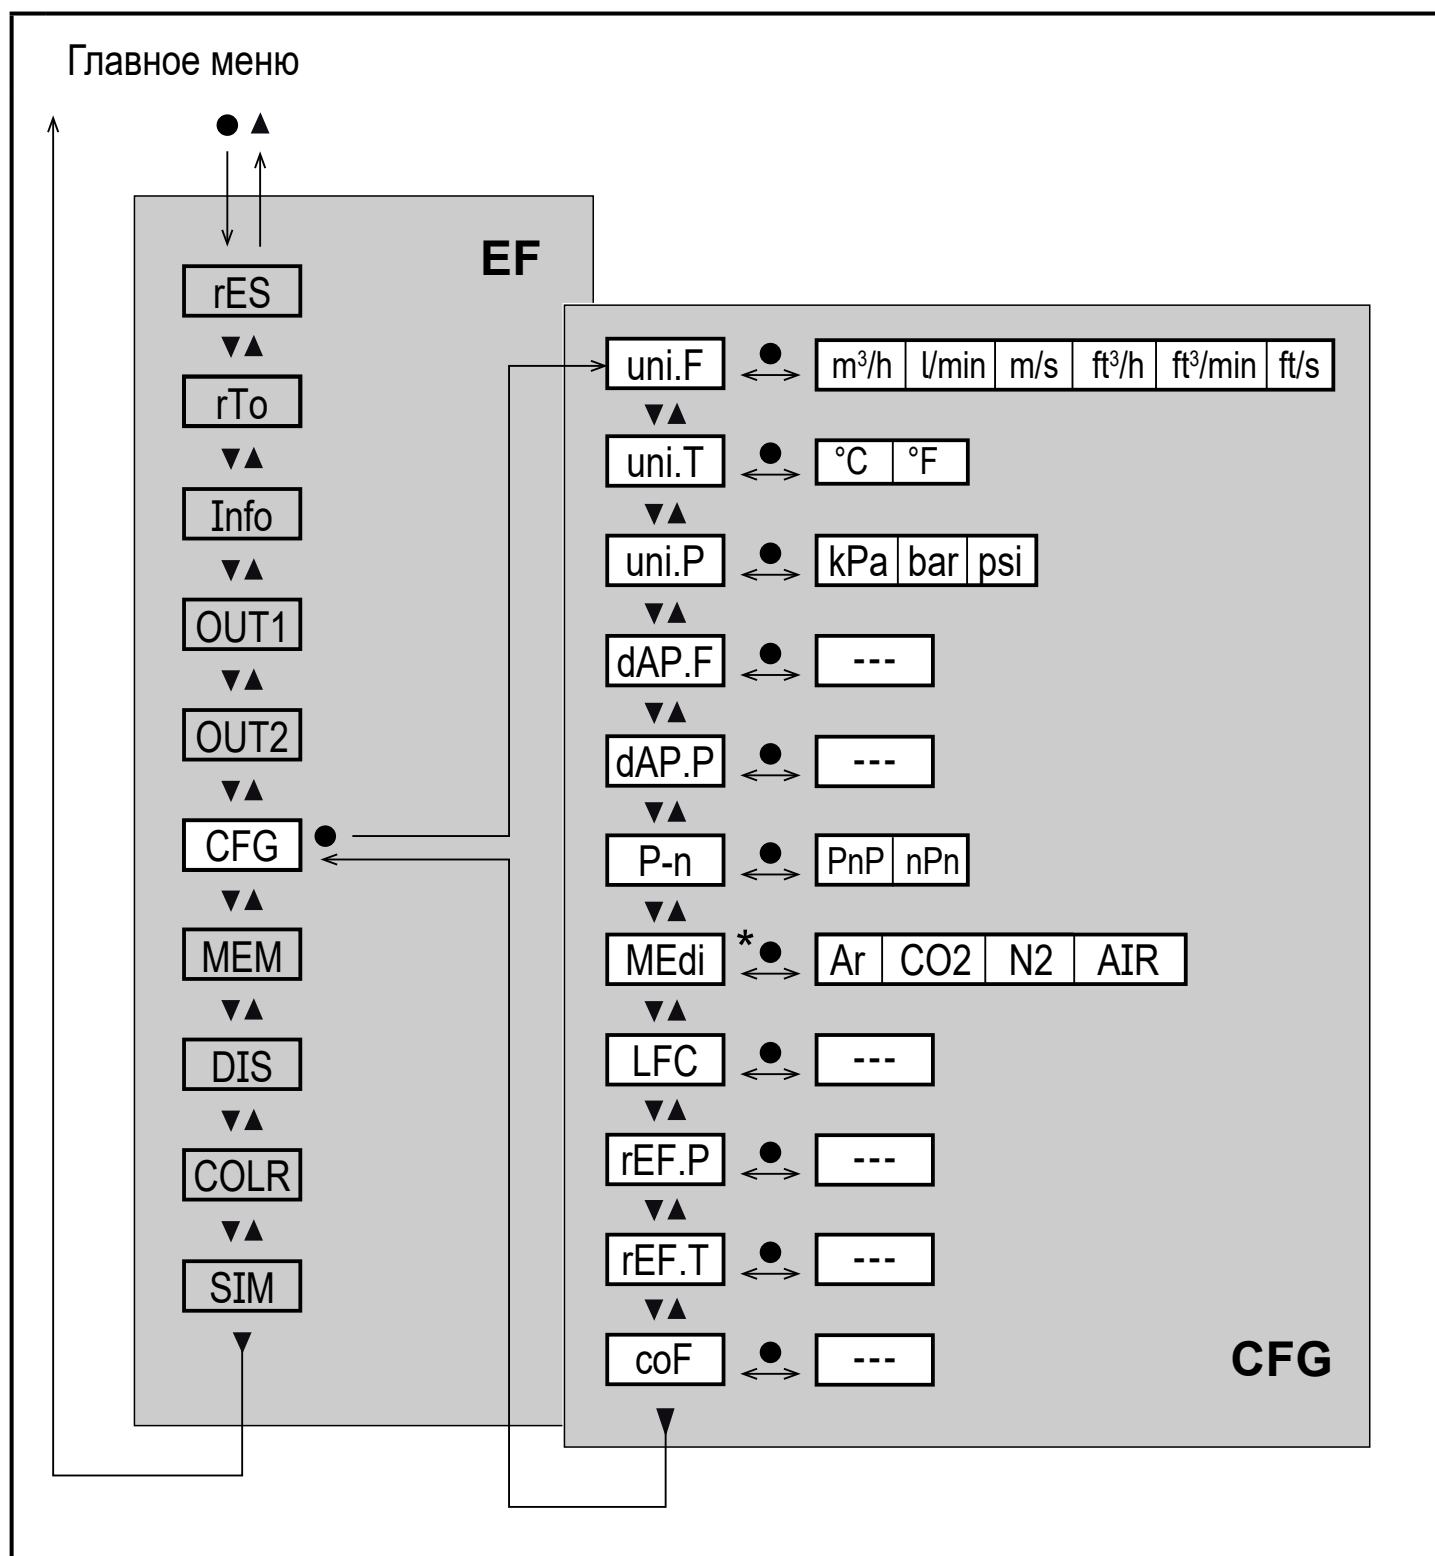 Главное меню
EF
rES
rTo
Info
OUT1
OUT2
CFG
MEM
DIS
COLR
SIM
uni.F m³/h l/min m/s ft³/h ft³/min ft/s
uni.T °C °F
uni.P kPa bar psi
dAP.F ---
dAP.P ---
P-n PnP nPn
MEdi * Ar CO2 N2 AIR
LFC ---
rEF.P ---
rEF.T ---
coF ---
CFG